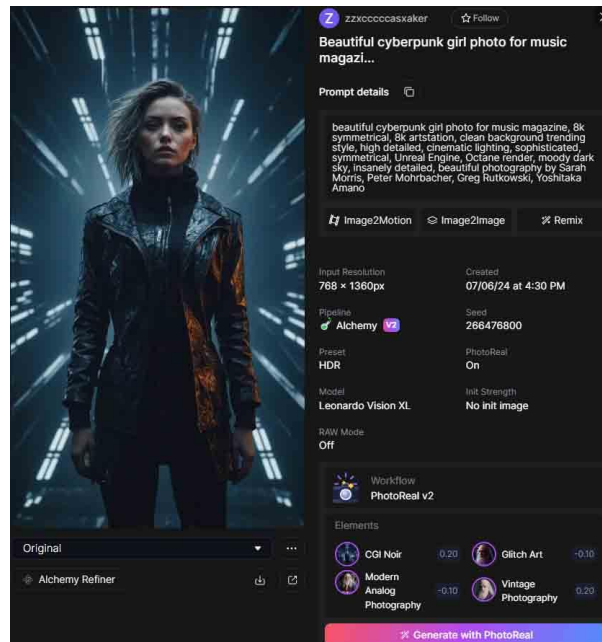 Z zzxcccccasxaker Follow
Beautiful cyberpunk girl photo for music
magazi...
Prompt details
beautiful cyberpunk girl photo for music magazine, 8k
symmetrical, 8k artstation, clean background trending
style, high detailed, cinematic lighting, sophisticated,
symmetrical, Unreal Engine, Octane render, moody dark
sky, insanely detailed, beautiful photography by Sarah
Morris, Peter Mohrbacher, Greg Rutkowski, Yoshitaka
Amano
Image2Motion Image2Image Remix
Input Resolution Created
768 × 1360px 07/06/24 at 4:30 PM
Pipeline Seed
Alchemy V2 266476800
Preset PhotoReal
HDR On
Model Init Strength
Leonardo Vision XL No init image
RAW Mode
Off
Workflow
PhotoReal v2
Elements
CGI Noir 0.20 Glitch Art -0.10
Modern
Analog
Photography -0.10 Vintage
Photography 0.20
Generate with PhotoReal
Original
Alchemy Refiner